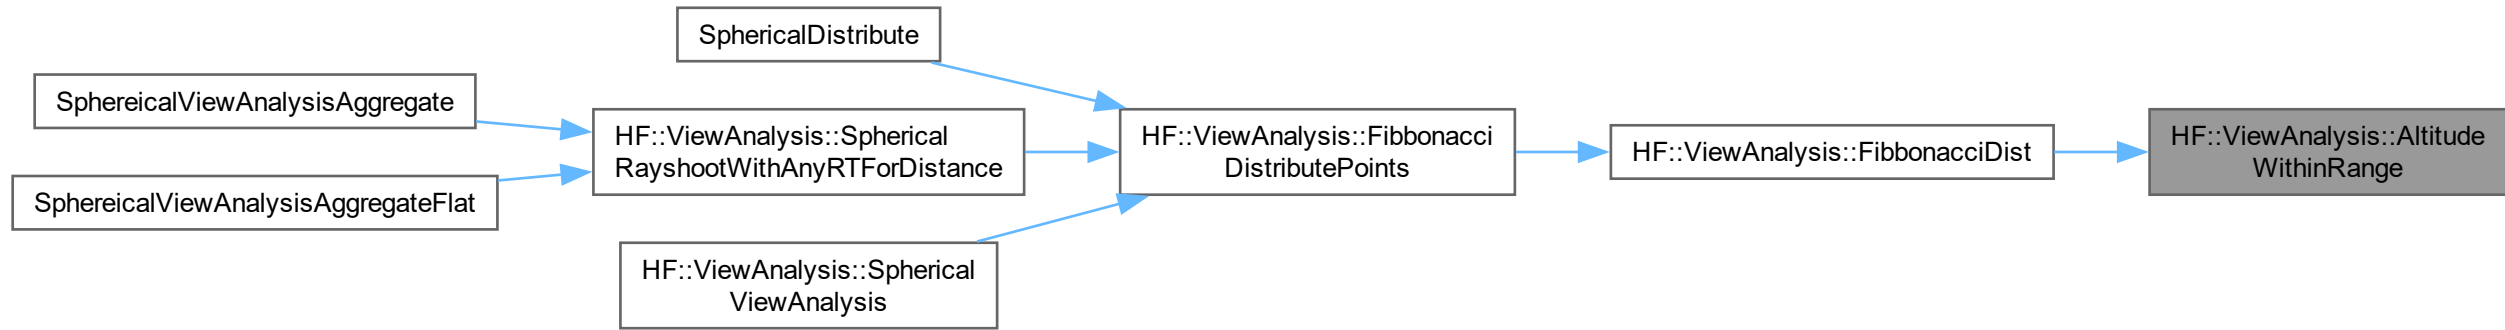 SphericalDistribute
SphereicalViewAnalysisAggregate
HF::ViewAnalysis::Spherical
RayshootWithAnyRTForDistance
HF::ViewAnalysis::Fibbonacci
DistributePoints
HF::ViewAnalysis::FibbonacciDist
HF::ViewAnalysis::Altitude
WithinRange
SphereicalViewAnalysisAggregateFlat
HF::ViewAnalysis::Spherical
ViewAnalysis